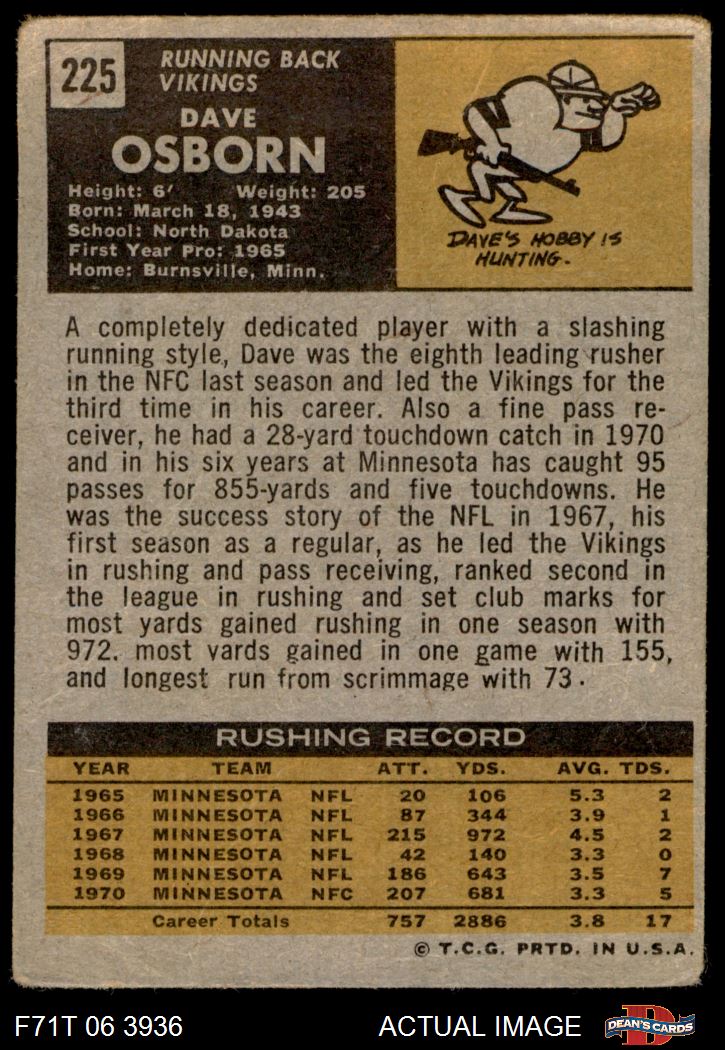 225
RUNNING BACK
VIKINGS
DAVE
OSBORN
Height: 6' Weight: 205
Born: March 18, 1943
School: North Dakota
First Year Pro: 1965
Home: Burnsville, Minn.
DAVE'S HOBBY IS
HUNTING.
A completely dedicated player with a slashing
running style, Dave was the eighth leading rusher
in the NFC last season and led the Vikings for the
third time in his career. Also a fine pass re-
ceiver, he had a 28-yard touchdown catch in 1970
and in his six years at Minnesota has caught 95
passes for 855-yards and five touchdowns. He
was the success story of the NFL in 1967, his
first season as a regular, as he led the Vikings
in rushing and pass receiving, ranked second in
the league in rushing and set club marks for
most yards gained rushing in one season with
972, most yards gained in one game with 155,
and longest run from scrimmage with 73.
RUSHING RECORD
YEAR TEAM ATT. YDS. AVG. TDS.
1965 MINNESOTA NFL 20 106 5.3 2
1966 MINNESOTA NFL 87 344 3.9 1
1967 MINNESOTA NFL 215 972 4.5 2
1968 MINNESOTA NFL 42 140 3.3 0
1969 MINNESOTA NFL 186 643 3.5 7
1970 MINNESOTA NFC 207 681 3.3 5
Career Totals 757 2886 3.8 17
© T.C.G. PRTD. IN U.S.A.
F71T 06 3936 ACTUAL IMAGE
D
DEAN'S CARDS